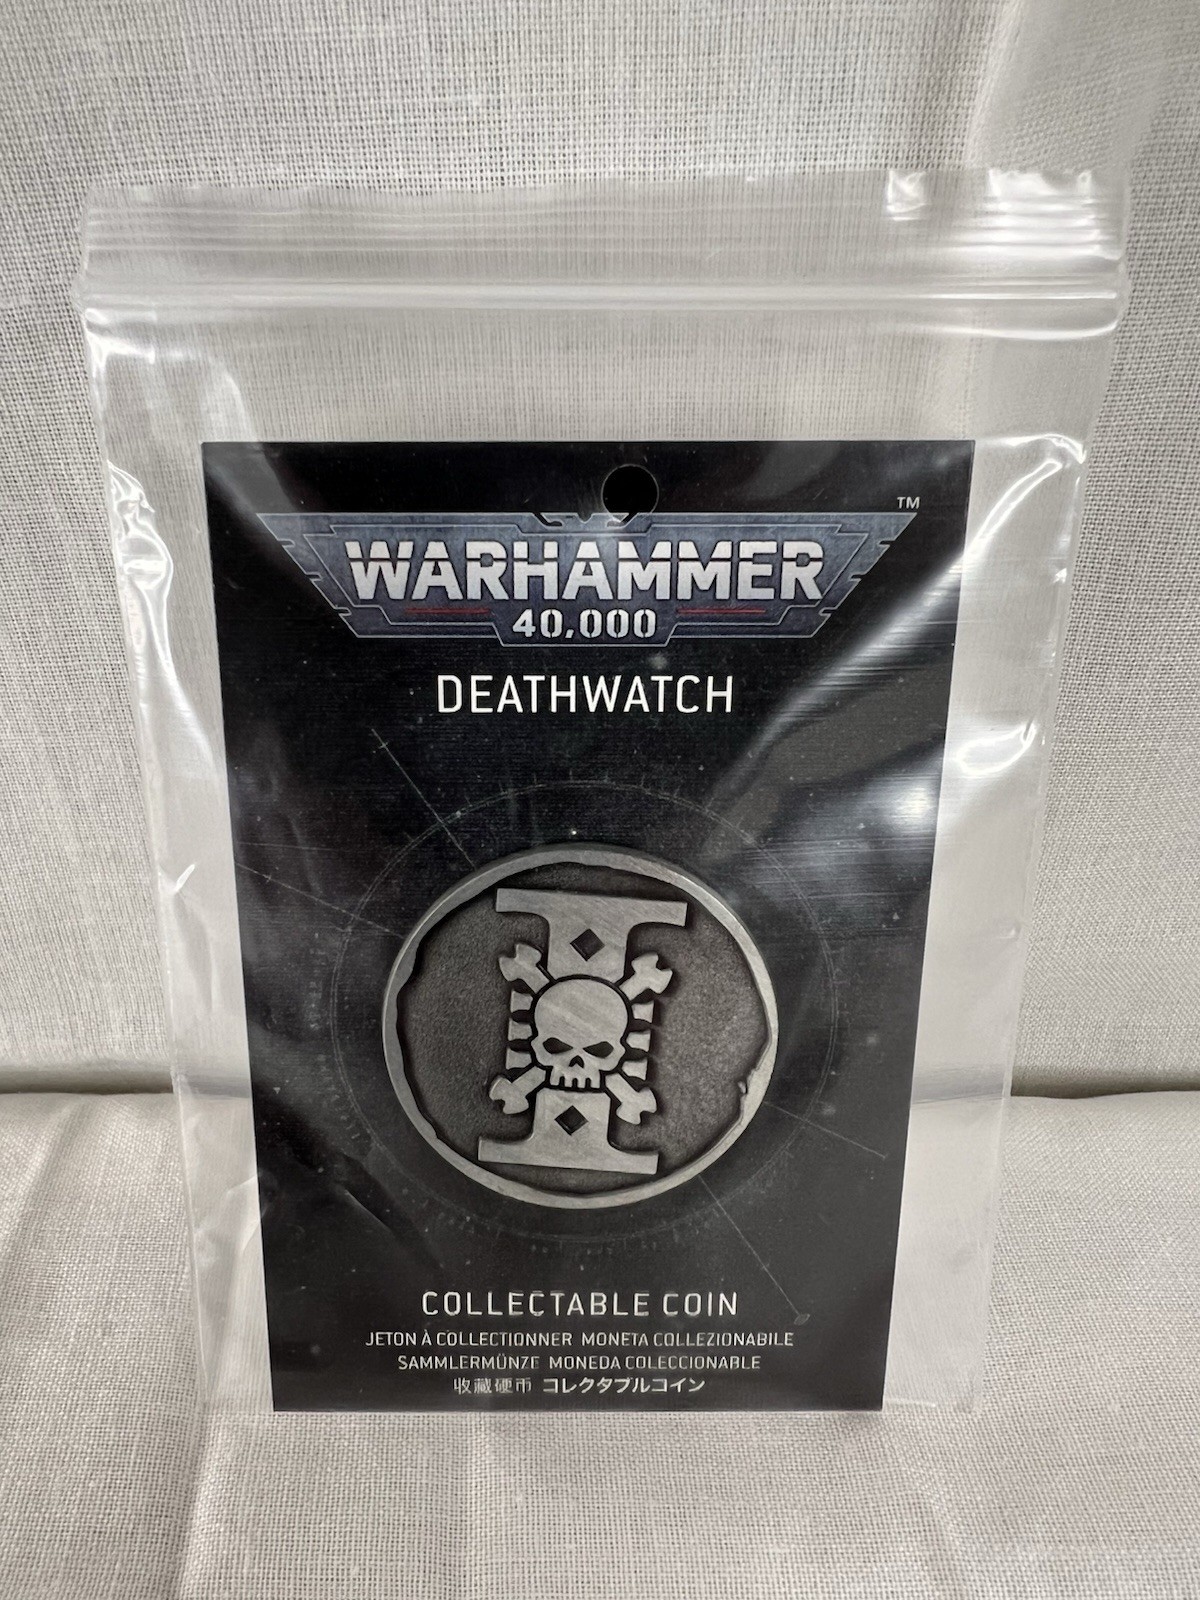 WARHAMMER
™
40,000
DEATHWATCH
COLLECTABLE COIN
JETON À COLLECTIONNER MONETA COLLEZIONABILE
SAMMLERMÜNZE MONEDA COLECCIONABLE
收藏硬币 コレクタブルコイン